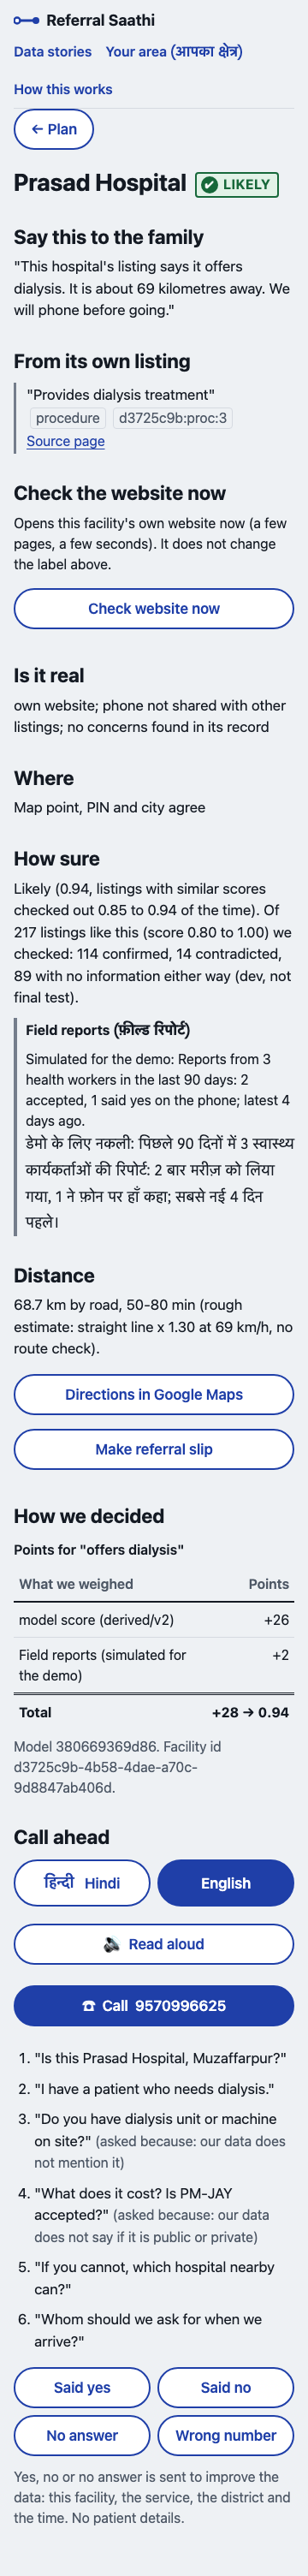 Referral Saathi
Data stories Your area (आपका क्षेत्र)
How this works
← Plan
Prasad Hospital ✔ LIKELY
Say this to the family
"This hospital's listing says it offers
dialysis. It is about 69 kilometres away. We
will phone before going."
From its own listing
"Provides dialysis treatment"
procedure d3725c9b:proc:3
Source page
Check the website now
Opens this facility's own website now (a few
pages, a few seconds). It does not change
the label above.
Check website now
Is it real
own website; phone not shared with other
listings; no concerns found in its record
Where
Map point, PIN and city agree
How sure
Likely (0.94, listings with similar scores
checked out 0.85 to 0.94 of the time). Of
217 listings like this (score 0.80 to 1.00) we
checked: 114 confirmed, 14 contradicted,
89 with no information either way (dev, not
final test).
Field reports (फ़ील्ड रिपोर्ट)
Simulated for the demo: Reports from 3
health workers in the last 90 days: 2
accepted, 1 said yes on the phone; latest 4
days ago.
डेमो के लिए नकली: पिछले 90 दिनों में 3 स्वास्थ्य
कार्यकर्ताओं की रिपोर्ट: 2 बार मरीज़ को लिया
गया, 1 ने फ़ोन पर हाँ कहा; सबसे नई 4 दिन
पहले।
Distance
68.7 km by road, 50-80 min (rough
estimate: straight line x 1.30 at 69 km/h, no
route check).
Directions in Google Maps
Make referral slip
How we decided
Points for "offers dialysis"
What we weighed Points
model score (derived/v2) +26
Field reports (simulated for +2
the demo)
Total +28 → 0.94
Model 380669369d86. Facility id
d3725c9b-4b58-4dae-a70c-
9d8847ab406d.
Call ahead
हिन्दी Hindi English
🔊 Read aloud
☎ Call 9570996625
1. "Is this Prasad Hospital, Muzaffarpur?"
2. "I have a patient who needs dialysis."
3. "Do you have dialysis unit or machine
on site?" (asked because: our data does
not mention it)
4. "What does it cost? Is PM-JAY
accepted?" (asked because: our data
does not say if it is public or private)
5. "If you cannot, which hospital nearby
can?"
6. "Whom should we ask for when we
arrive?"
Said yes Said no
No answer Wrong number
Yes, no or no answer is sent to improve the
data: this facility, the service, the district and
the time. No patient details.